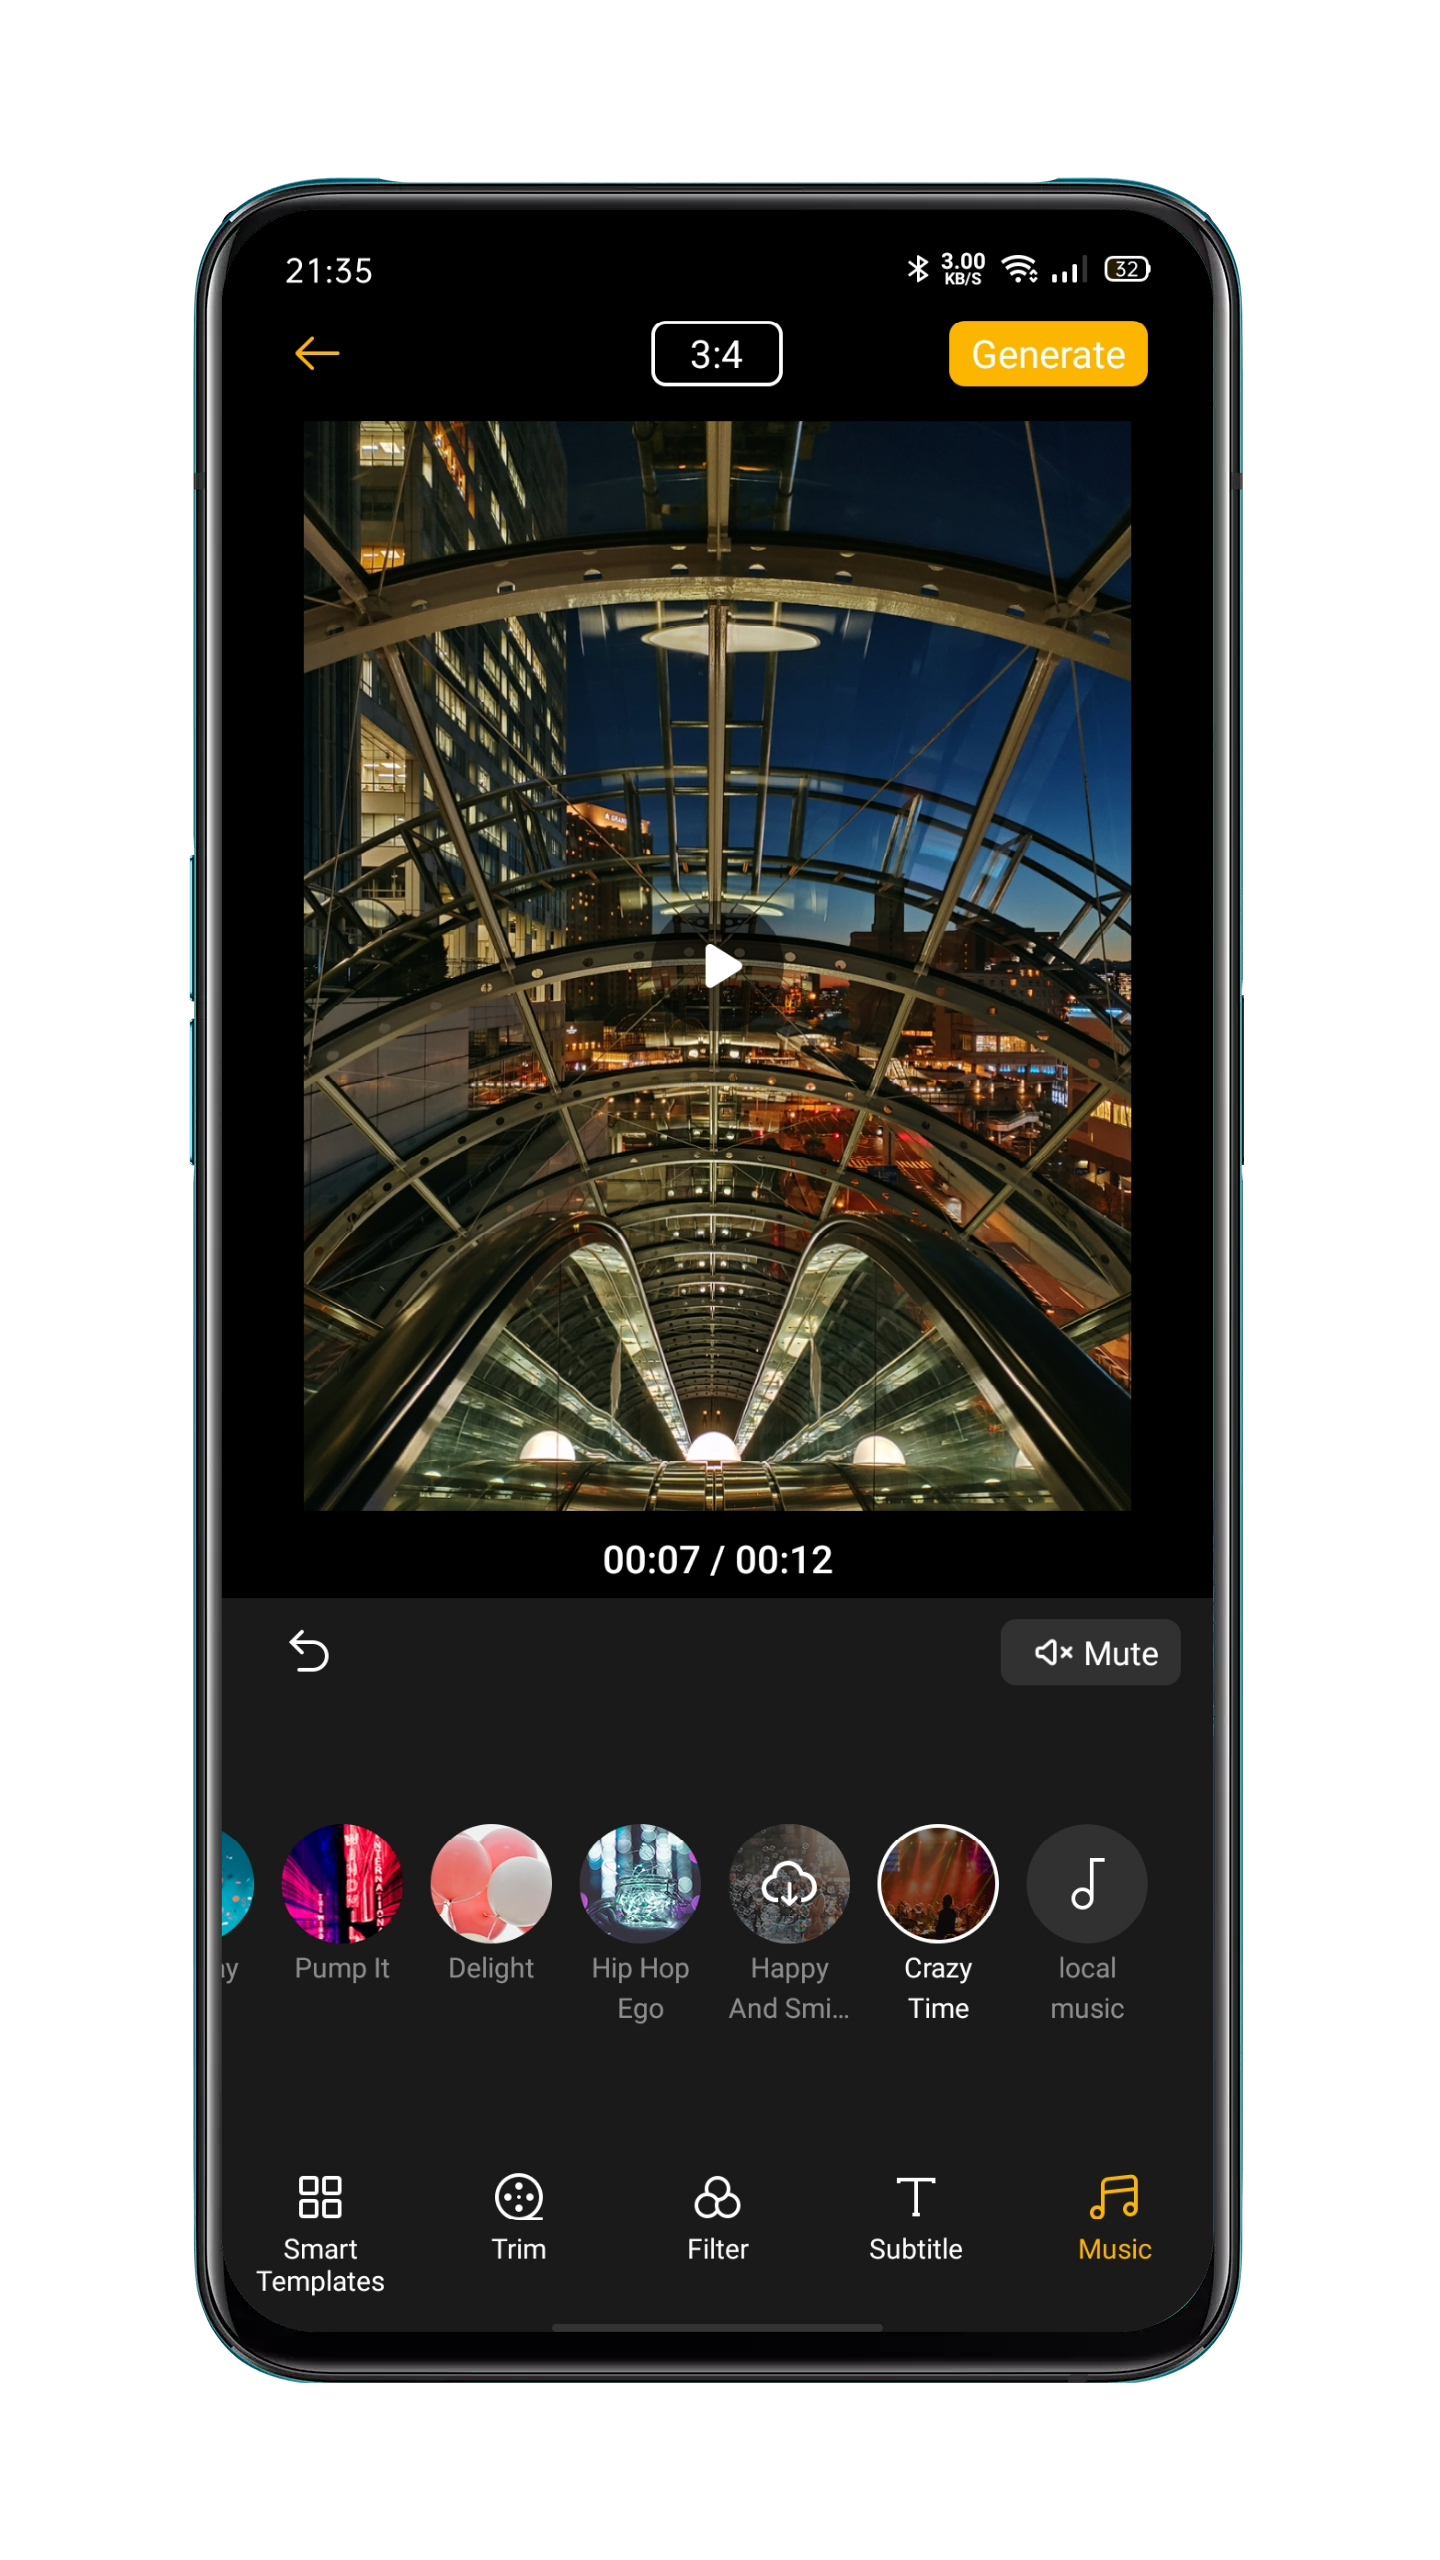 21:35
3.00
KB/S
32
3:4
Generate
00:07 / 00:12
Mute
Pump It
Delight
Hip Hop
Ego
Happy
And Smi...
Crazy
Time
local
music
Smart
Templates
Trim
Filter
Subtitle
Music